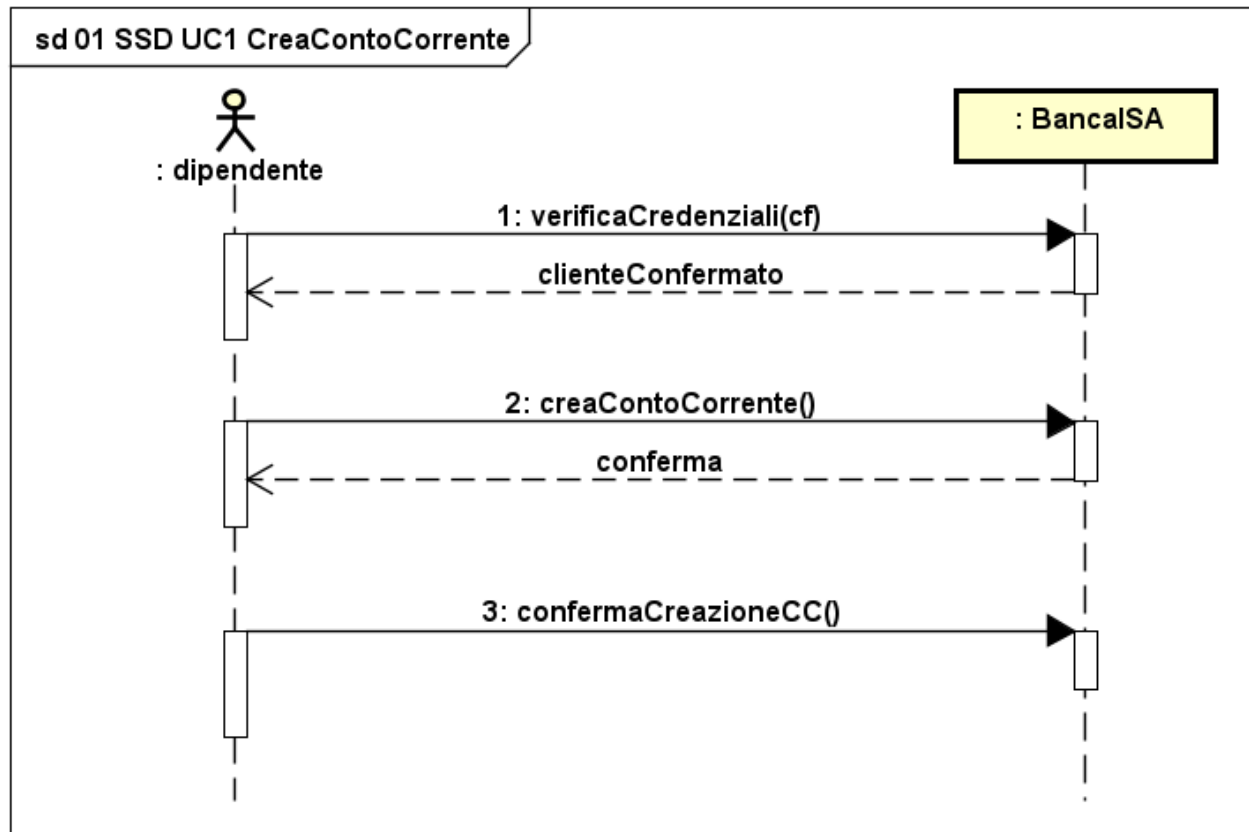 sd 01 SSD UC1 CreaContoCorrente
: dipendente
: BancaISA
1: verificaCredenziali(cf)
clienteConfermato
2: creaContoCorrente()
conferma
3: confermaCreazioneCC()